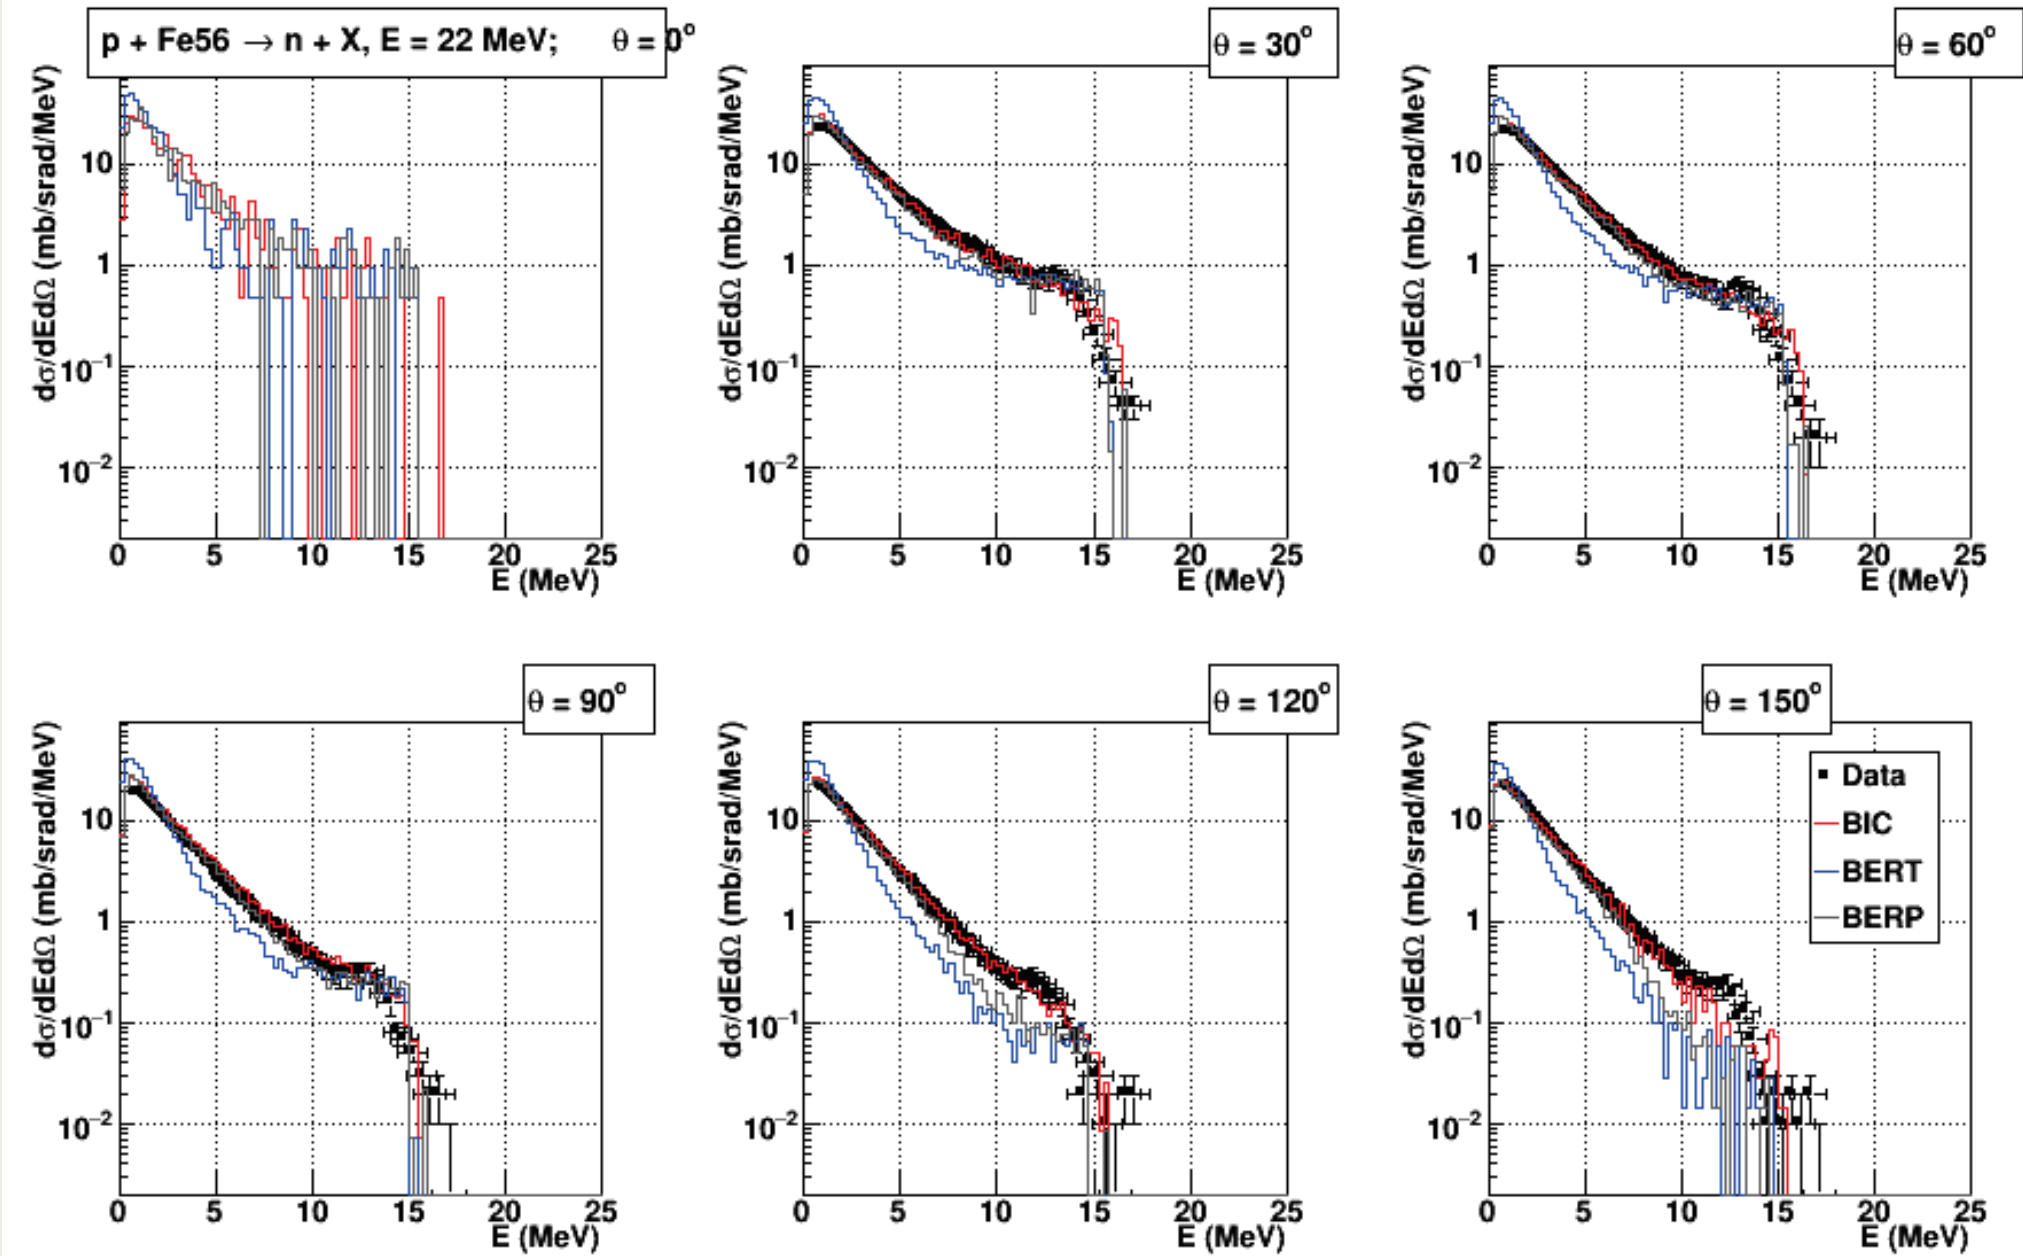 p + Fe56 → n + X, E = 22 MeV; θ = 0°
θ = 30°
θ = 60°
dσ/dEdΩ (mb/srad/MeV)
10
1
10⁻¹
10⁻²
0 5 10 15 20 25
E (MeV)
dσ/dEdΩ (mb/srad/MeV)
10
1
10⁻¹
10⁻²
0 5 10 15 20 25
E (MeV)
dσ/dEdΩ (mb/srad/MeV)
10
1
10⁻¹
10⁻²
0 5 10 15 20 25
E (MeV)
θ = 90°
θ = 120°
θ = 150°
dσ/dEdΩ (mb/srad/MeV)
10
1
10⁻¹
10⁻²
0 5 10 15 20 25
E (MeV)
dσ/dEdΩ (mb/srad/MeV)
10
1
10⁻¹
10⁻²
0 5 10 15 20 25
E (MeV)
dσ/dEdΩ (mb/srad/MeV)
10
1
10⁻¹
10⁻²
0 5 10 15 20 25
E (MeV)
Data
BIC
BERT
BERP